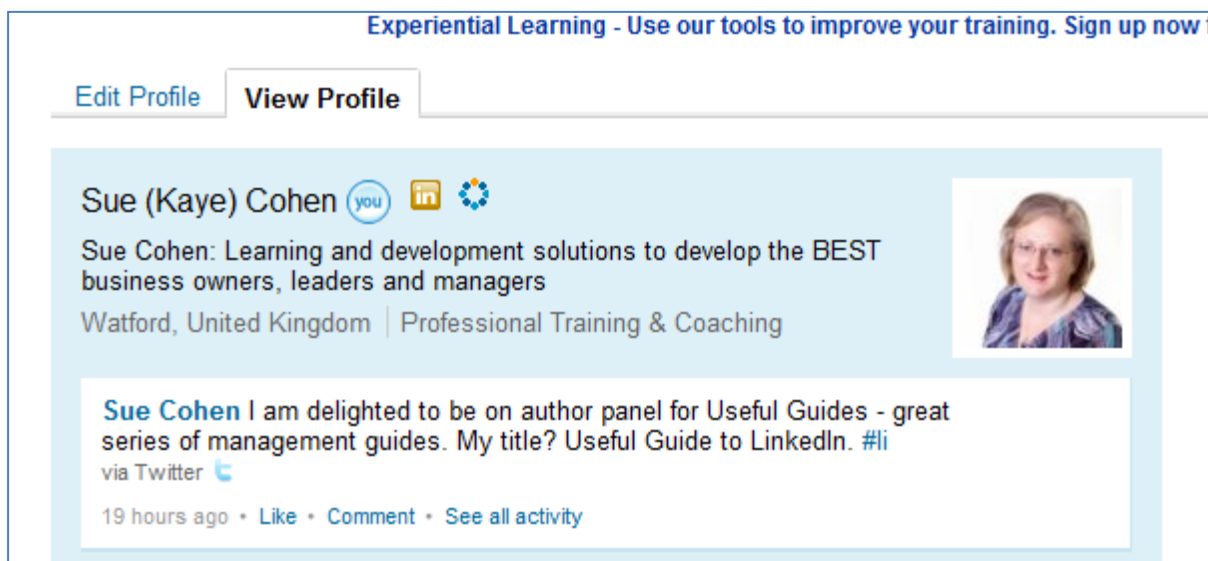 Experiential Learning - Use our tools to improve your training. Sign up now
Edit Profile
View Profile
Sue (Kaye) Cohen you in
Sue Cohen: Learning and development solutions to develop the BEST
business owners, leaders and managers
Watford, United Kingdom | Professional Training & Coaching
Sue Cohen I am delighted to be on author panel for Useful Guides - great
series of management guides. My title? Useful Guide to LinkedIn. #li
via Twitter t
19 hours ago • Like • Comment • See all activity